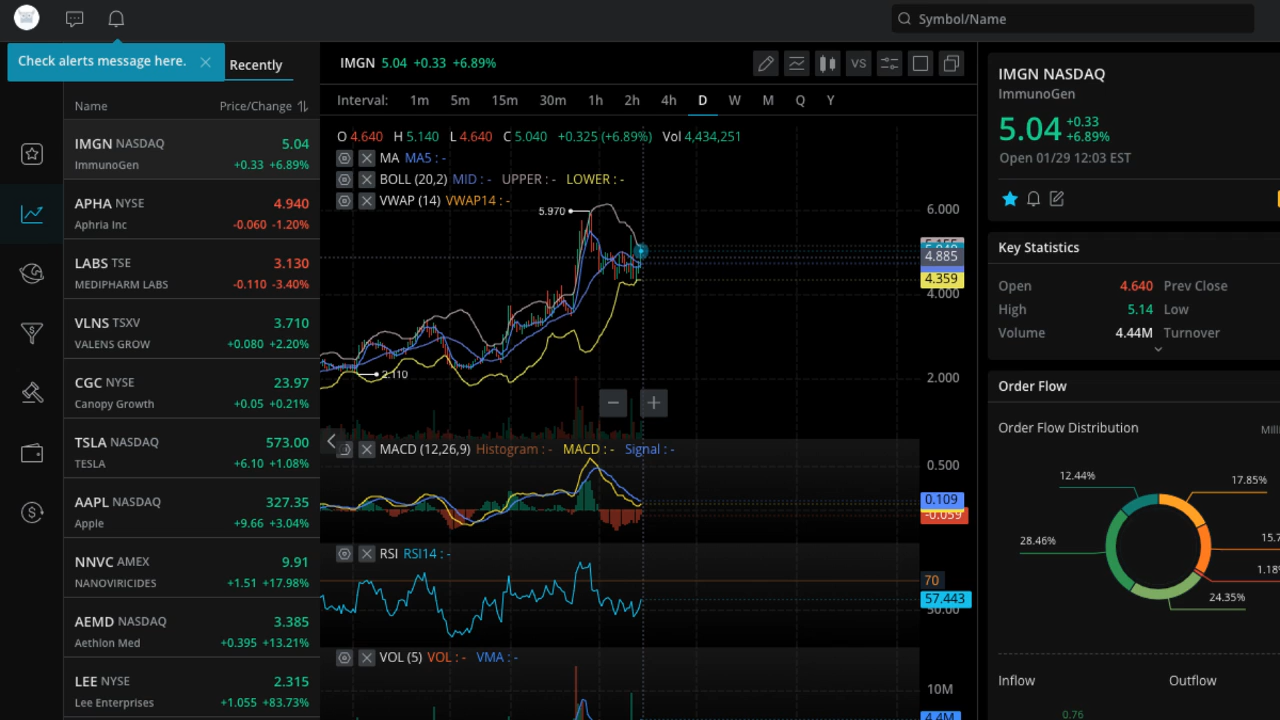 Symbol/Name
Check alerts message here.
Recently
Name Price/Change
IMGN NASDAQ 5.04
ImmunoGen +0.33 +6.89%
APHA NYSE 4.940
Aphria Inc -0.060 -1.20%
LABS TSE 3.130
MEDIPHARM LABS -0.110 -3.40%
VLNS TSXV 3.710
VALENS GROW +0.080 +2.20%
CGC NYSE 23.97
Canopy Growth +0.05 +0.21%
TSLA NASDAQ 573.00
TESLA +6.10 +1.08%
AAPL NASDAQ 327.35
Apple +9.66 +3.04%
NNVC AMEX 9.91
NANOVIRICIDES +1.51 +17.98%
AEMD NASDAQ 3.385
Aethlon Med +0.395 +13.21%
LEE NYSE 2.315
Lee Enterprises +1.055 +83.73%
IMGN 5.04 +0.33 +6.89%
VS
Interval: 1m 5m 15m 30m 1h 2h 4h D W M Q Y
O 4.640 H 5.140 L 4.640 C 5.040 +0.325 (+6.89%) Vol 4,434,251
MA MA5 : -
BOLL (20,2) MID : - UPPER : - LOWER : -
VWAP (14) VWAP14 : -
5.970
6.000
4.885
4.359
4.000
2.110
2.000
MACD (12,26,9) Histogram : - MACD : - Signal : -
0.500
0.109
-0.059
RSI RSI14 : -
70
57.443
50.00
VOL (5) VOL : - VMA : -
10M
4.4M
IMGN NASDAQ
ImmunoGen
5.04 +0.33
+6.89%
Open 01/29 12:03 EST
Key Statistics
Open 4.640 Prev Close
High 5.14 Low
Volume 4.44M Turnover
Order Flow
Order Flow Distribution
12.44%
17.85%
28.46%
15.7
1.18%
24.35%
Inflow Outflow
0.76